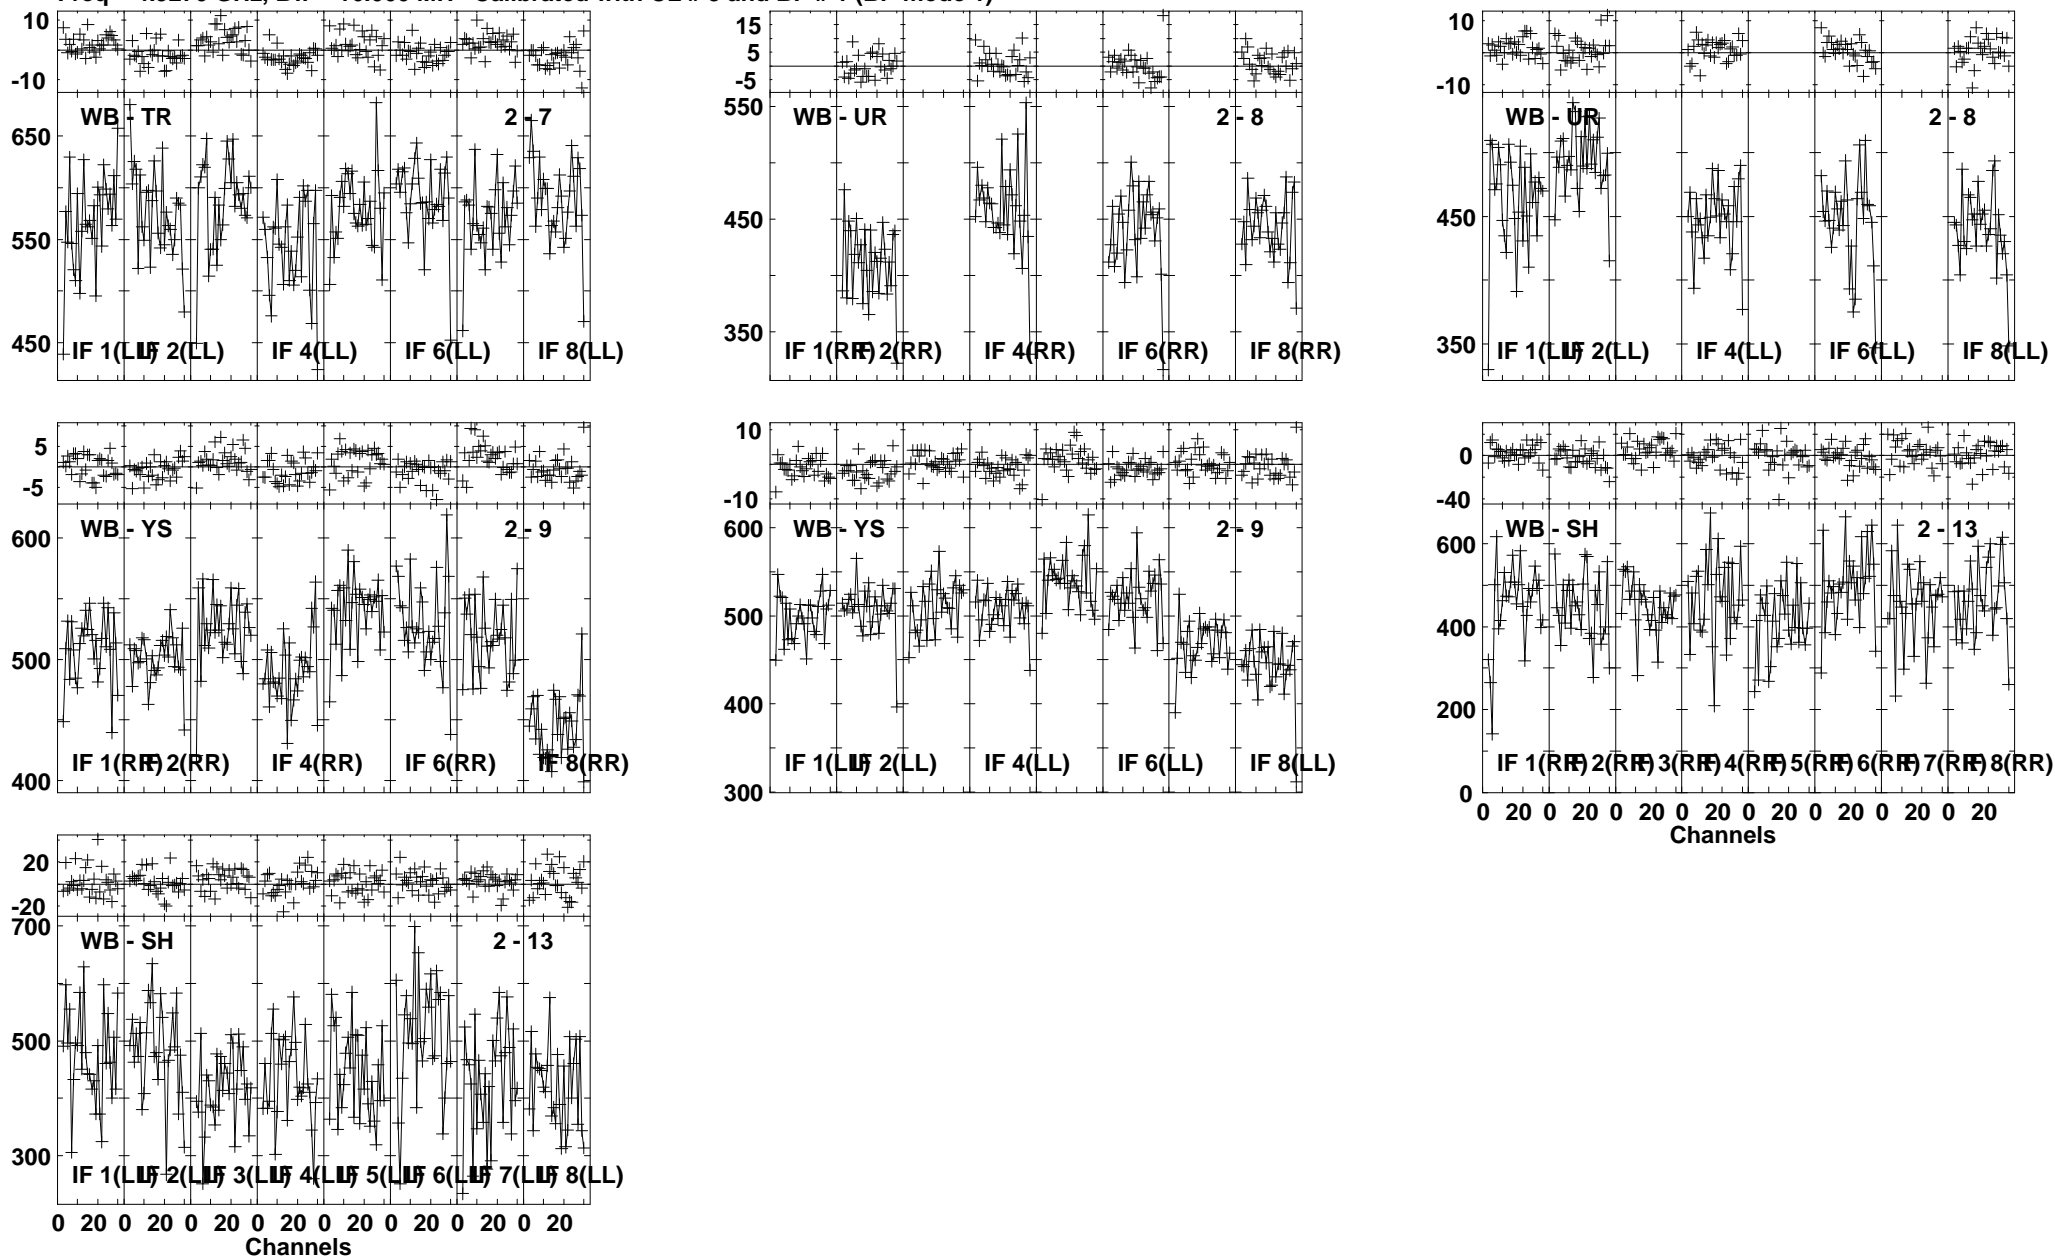 10
-10
WB - TR 2 - 7
650
550
450
IF 1(LL) IF 2(LL) IF 4(LL) IF 6(LL) IF 8(LL)
15
5
-5
550
WB - UR 2 - 8
450
350
IF 1(RR) IF 2(RR) IF 4(RR) IF 6(RR) IF 8(RR)
10
-10
WB - UR 2 - 8
450
350
IF 1(LL) IF 2(LL) IF 4(LL) IF 6(LL) IF 8(LL)
5
-5
WB - YS 2 - 9
600
500
400
IF 1(RR) IF 2(RR) IF 4(RR) IF 6(RR) IF 8(RR)
10
-10
WB - YS 2 - 9
600
500
400
300
IF 1(LL) IF 2(LL) IF 4(LL) IF 6(LL) IF 8(LL)
0
-40
WB - SH 2 - 13
600
400
200
0
IF 1(RR) IF 2(RR) IF 3(RR) IF 4(RR) IF 5(RR) IF 6(RR) IF 7(RR) IF 8(RR)
0 20 0 20 0 20 0 20 0 20 0 20 0 20 0 20
Channels
20
-20
700
WB - SH 2 - 13
500
300
IF 1(LL) IF 2(LL) IF 3(LL) IF 4(LL) IF 5(LL) IF 6(LL) IF 7(LL) IF 8(LL)
0 20 0 20 0 20 0 20 0 20 0 20 0 20 0 20
Channels